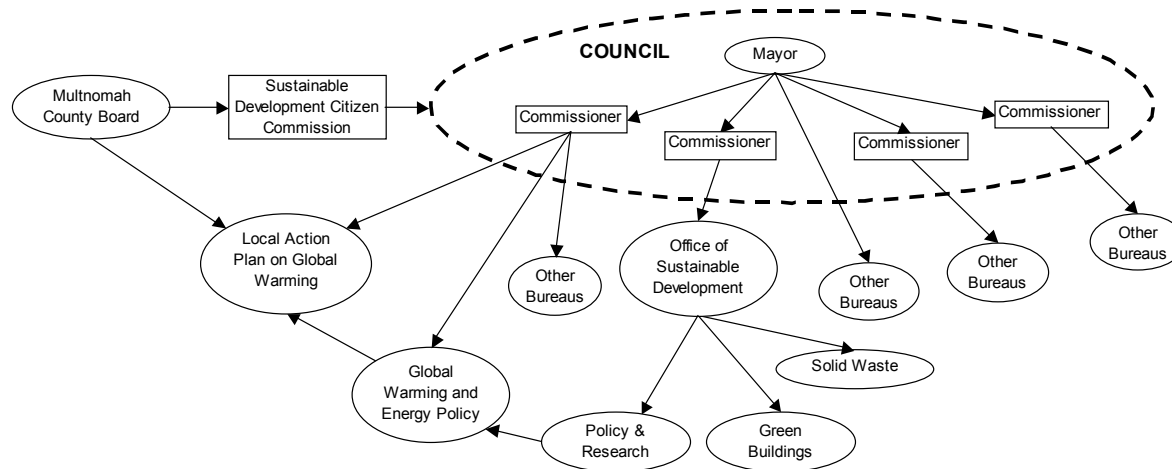 COUNCIL
Mayor
Multnomah
County Board
Sustainable
Development Citizen
Commission
Commissioner
Commissioner
Commissioner
Commissioner
Local Action
Plan on Global
Warming
Other
Bureaus
Office of
Sustainable
Development
Other
Bureaus
Other
Bureaus
Other
Bureaus
Global
Warming and
Energy Policy
Solid Waste
Policy &
Research
Green
Buildings